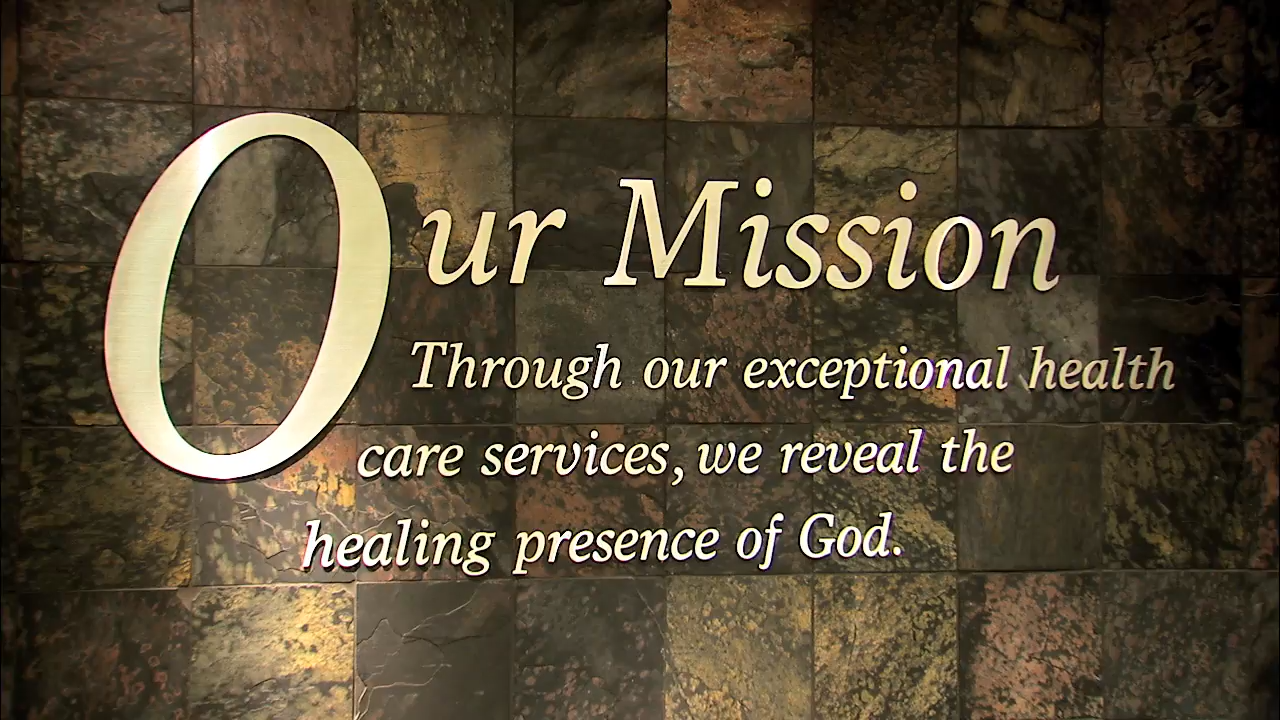 Our Mission
Through our exceptional health
care services, we reveal the
healing presence of God.